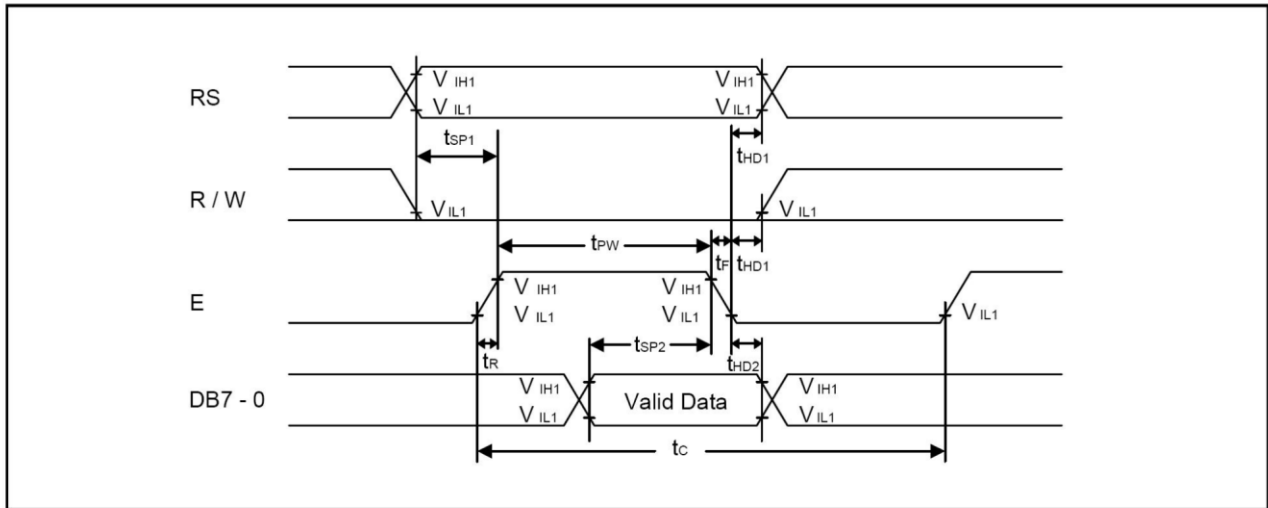 RS
V IH1
V IH1
V IL1
V IL1
tSP1
tHD1
R / W
VIL1
V IL1
tPW
tF
tHD1
E
V IH1
V IH1
V IL1
V IL1
V IL1
tR
tSP2
tHD2
DB7 - 0
V IH1
Valid Data
V IH1
V IL1
V IL1
tC